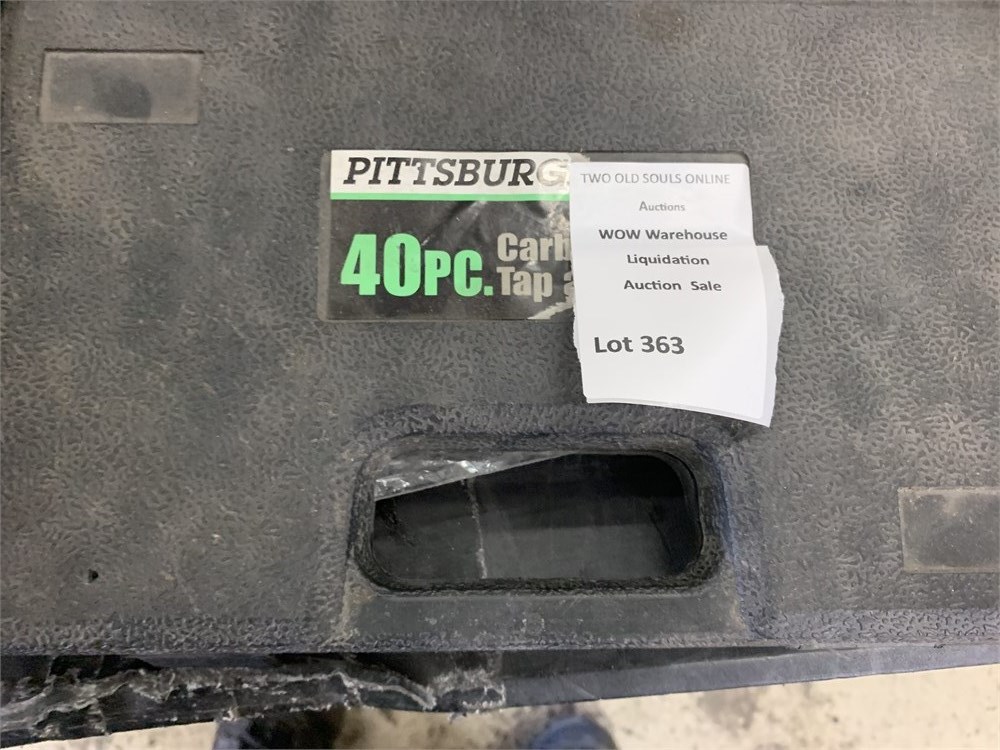 PITTSBURG
40PC. Carb
Tap
TWO OLD SOULS ONLINE
Auctions
WOW Warehouse
Liquidation
Auction Sale
Lot 363